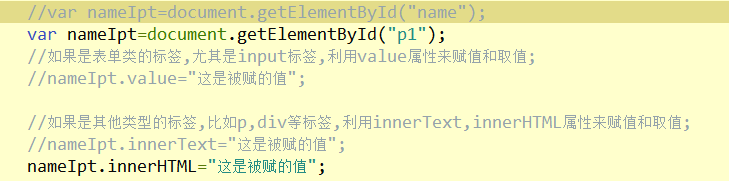 //var nameIpt=document.getElementById("name");
var nameIpt=document.getElementById("p1");
//如果是表单类的标签,尤其是input标签,利用value属性来赋值和取值;
//nameIpt.value="这是被赋的值";
//如果是其他类型的标签,比如p,div等标签,利用innerText,innerHTML属性来赋值和取值;
//nameIpt.innerText="这是被赋的值";
nameIpt.innerHTML="这是被赋的值";